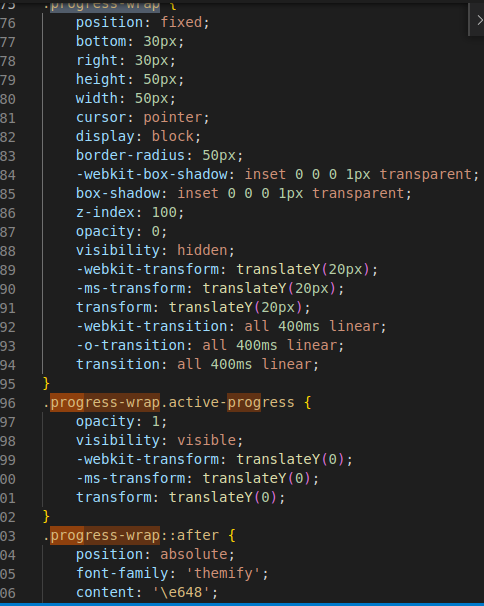 75 .progress-wrap {
76 position: fixed;
77 bottom: 30px;
78 right: 30px;
79 height: 50px;
80 width: 50px;
81 cursor: pointer;
82 display: block;
83 border-radius: 50px;
84 -webkit-box-shadow: inset 0 0 0 1px transparent;
85 box-shadow: inset 0 0 0 1px transparent;
86 z-index: 100;
87 opacity: 0;
88 visibility: hidden;
89 -webkit-transform: translateY(20px);
90 -ms-transform: translateY(20px);
91 transform: translateY(20px);
92 -webkit-transition: all 400ms linear;
93 -o-transition: all 400ms linear;
94 transition: all 400ms linear;
95 }
96 .progress-wrap.active-progress {
97 opacity: 1;
98 visibility: visible;
99 -webkit-transform: translateY(0);
00 -ms-transform: translateY(0);
01 transform: translateY(0);
02 }
03 .progress-wrap::after {
04 position: absolute;
05 font-family: 'themify';
06 content: '\e648';